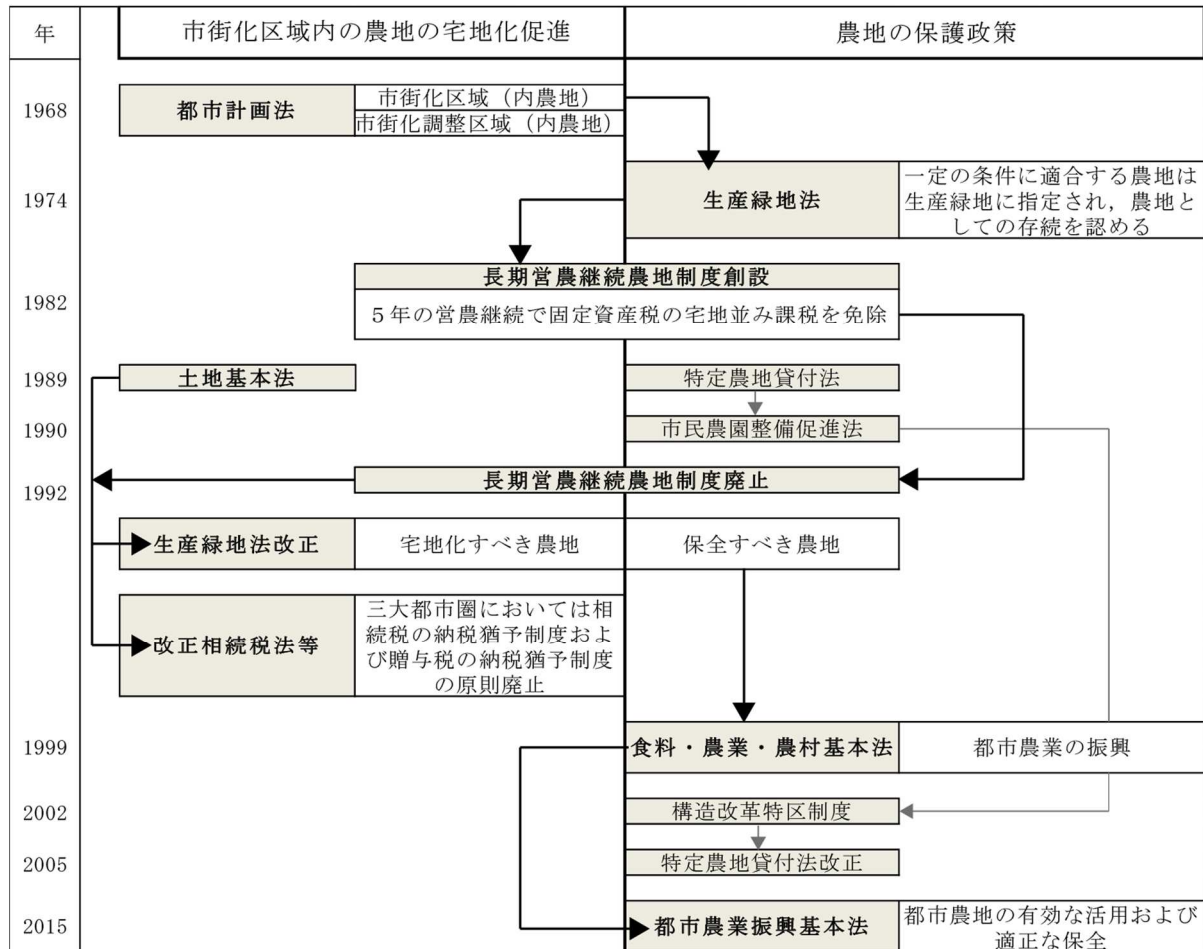 年
市街化区域内の農地の宅地化促進
農地の保護政策
1968
都市計画法
市街化区域（内農地）
市街化調整区域（内農地）
1974
生産緑地法
一定の条件に適合する農地は
生産緑地に指定され，農地と
しての存続を認める
1982
長期営農継続農地制度創設
５年の営農継続で固定資産税の宅地並み課税を免除
1989
土地基本法
特定農地貸付法
1990
市民農園整備促進法
1992
長期営農継続農地制度廃止
生産緑地法改正
宅地化すべき農地
保全すべき農地
改正相続税法等
三大都市圏においては相
続税の納税猶予制度およ
び贈与税の納税猶予制度
の原則廃止
1999
食料・農業・農村基本法
都市農業の振興
2002
構造改革特区制度
2005
特定農地貸付法改正
2015
都市農業振興基本法
都市農地の有効な活用および
適正な保全